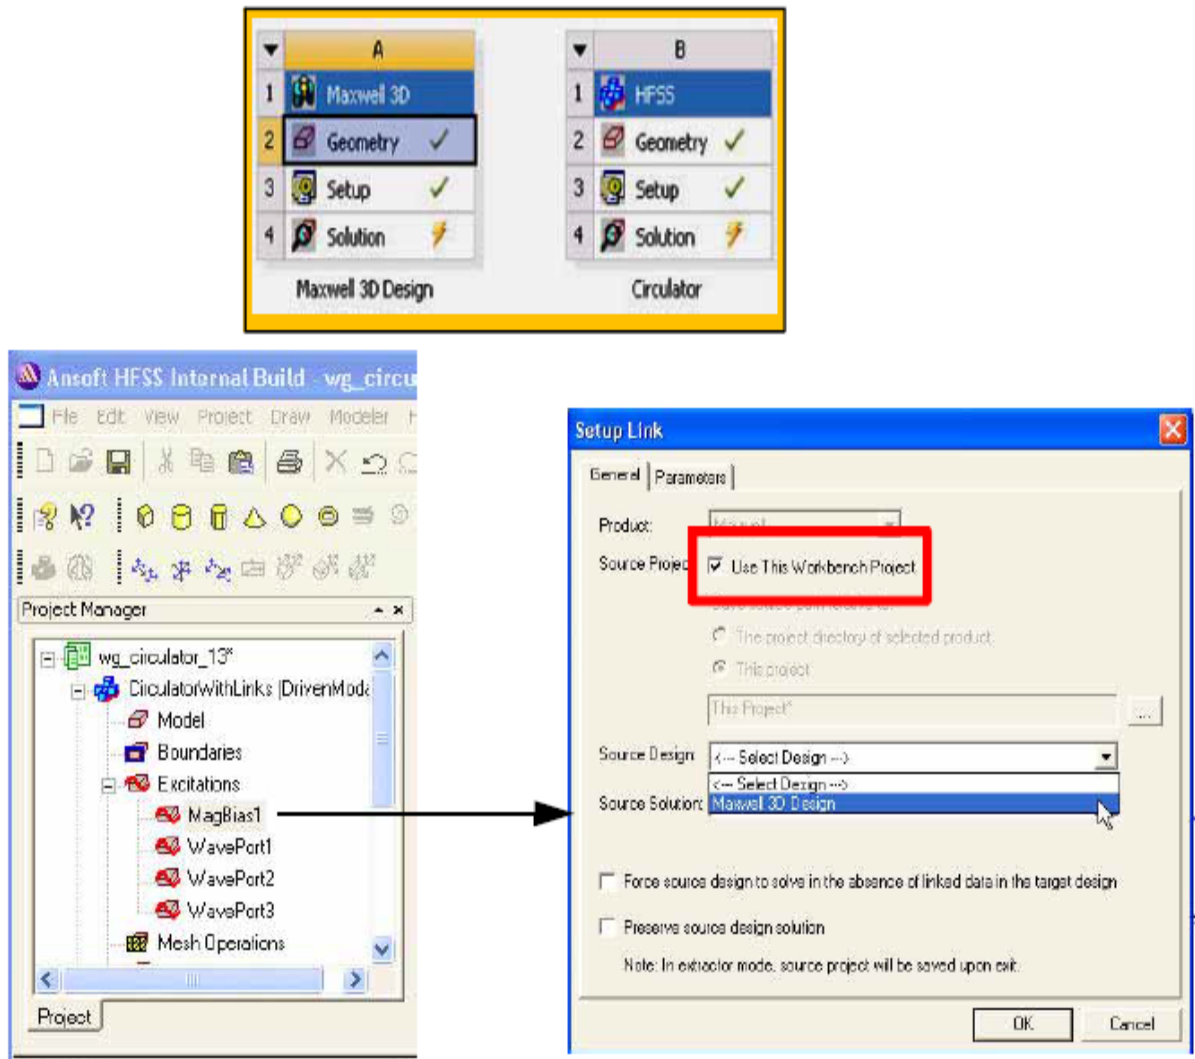 A
1 Maxwell 3D
2 Geometry
3 Setup
4 Solution
Maxwell 3D Design
B
1 HFSS
2 Geometry
3 Setup
4 Solution
Circulator
Ansoft HFSS Internal Build - wg_circu
File Edit View Project Draw Modeler H
Project Manager
wg_circulator_13*
CirculatorWithLinks (DrivenModa
Model
Boundaries
Excitations
MagBias1
WavePort1
WavePort2
WavePort3
Mesh Operations
Project
Setup Link
General Parameters
Product: Maxwell
Source Project
Use This Workbench Project
The project directory of selected product
This project
This Project*
...
Source Design: <--- Select Design --->
<--- Select Design --->
Source Solution: Maxwell 3D Design
Force source design to solve in the absence of linked data in the target design
Preserve source design solution
Note: In extractor mode, source project will be saved upon exit.
OK Cancel